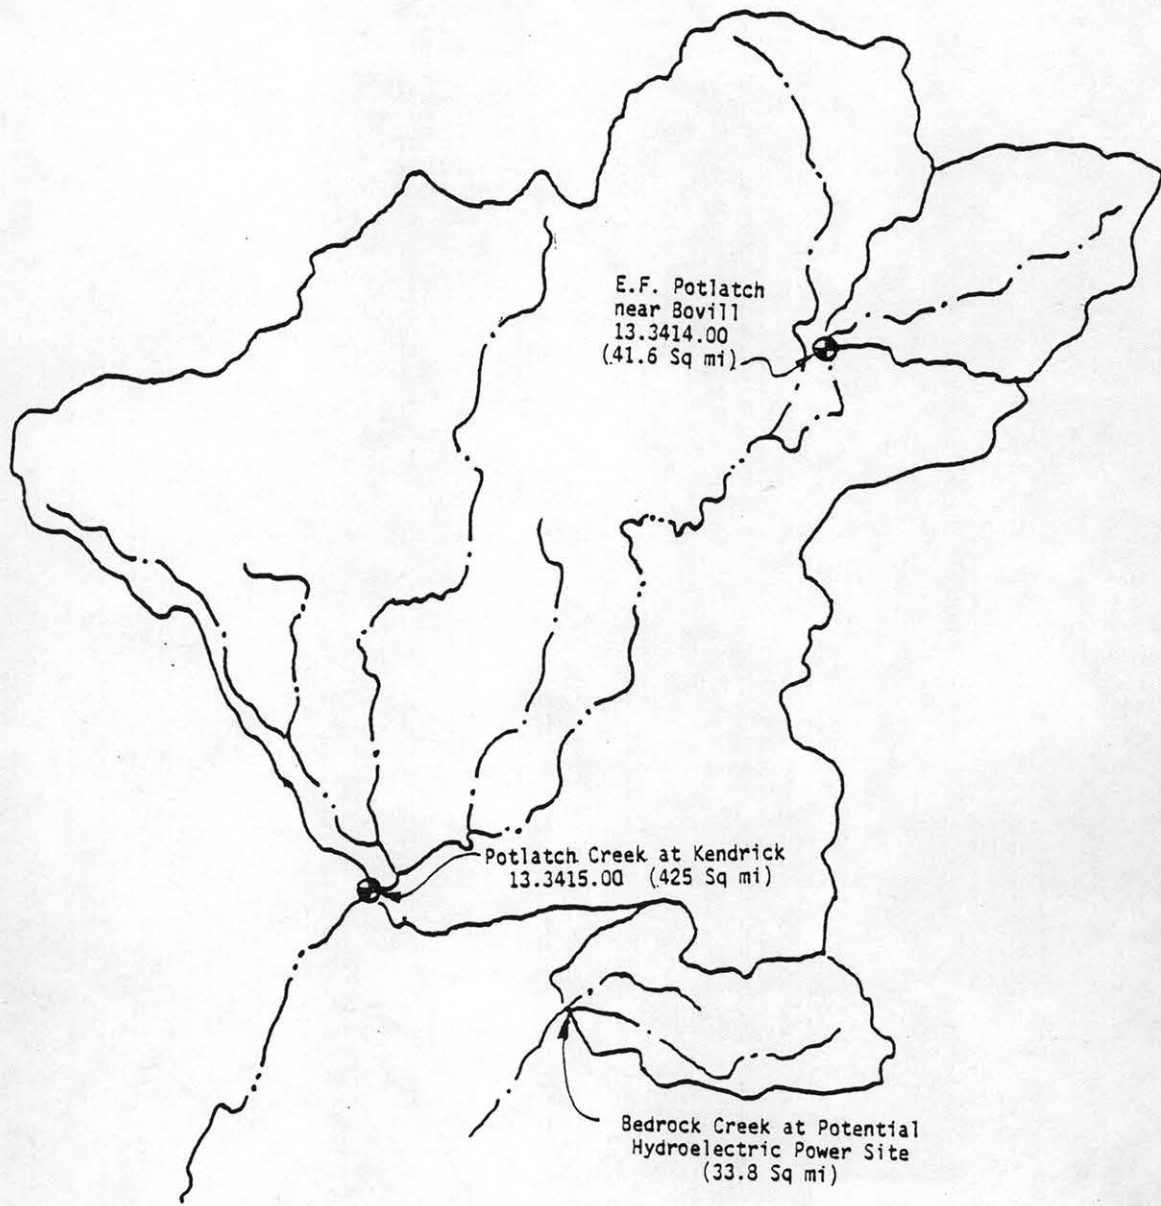 E.F. Potlatch
near Bovill
13.3414.00
(41.6 Sq mi)
Potlatch Creek at Kendrick
13.3415.00 (425 Sq mi)
Bedrock Creek at Potential
Hydroelectric Power Site
(33.8 Sq mi)